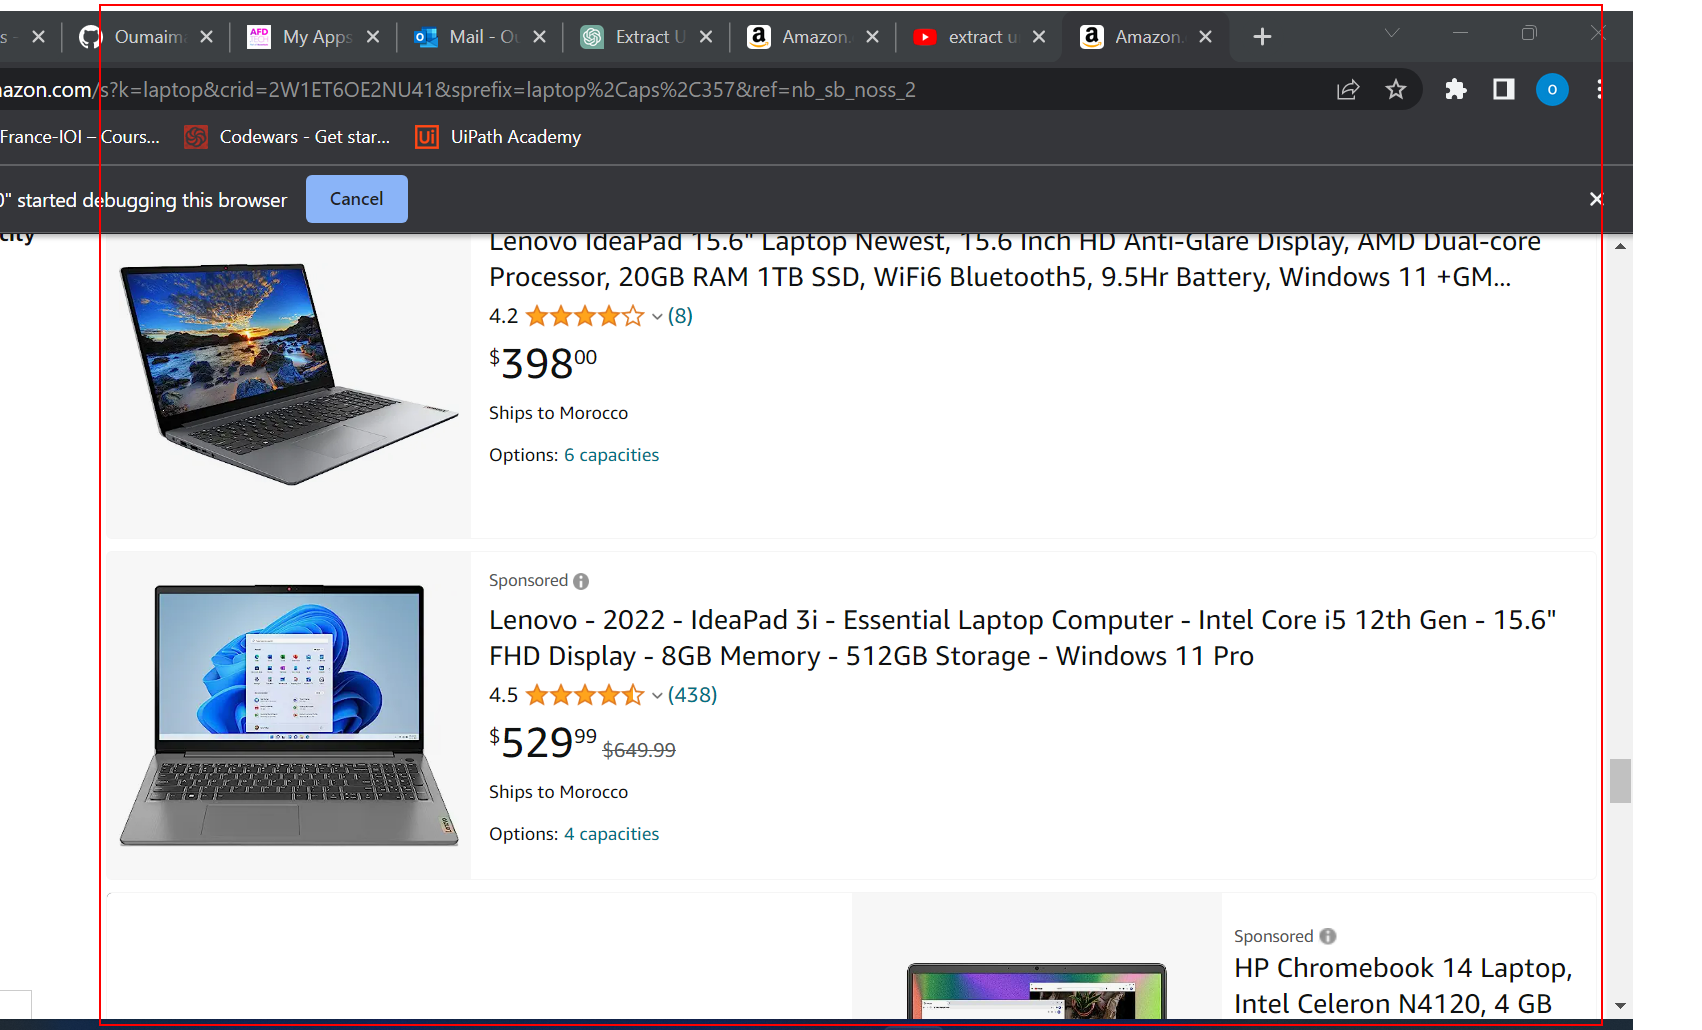 s -
Oumaim
My Apps
Mail - Ou
Extract U
Amazon.
extract u
Amazon.
azon.com/s?k=laptop&crid=2W1ET6OE2NU41&sprefix=laptop%2Caps%2C357&ref=nb_sb_noss_2
O
France-IOI – Cours...
Codewars - Get star...
UiPath Academy
0" started debugging this browser
Cancel
city
Lenovo IdeaPad 15.6" Laptop Newest, 15.6 Inch HD Anti-Glare Display, AMD Dual-core
Processor, 20GB RAM 1TB SSD, WiFi6 Bluetooth5, 9.5Hr Battery, Windows 11 +GM...
4.2 (8)
$39800
Ships to Morocco
Options: 6 capacities
Sponsored
Lenovo - 2022 - IdeaPad 3i - Essential Laptop Computer - Intel Core i5 12th Gen - 15.6"
FHD Display - 8GB Memory - 512GB Storage - Windows 11 Pro
4.5 (438)
$52999 $649.99
Ships to Morocco
Options: 4 capacities
Sponsored
HP Chromebook 14 Laptop,
Intel Celeron N4120, 4 GB